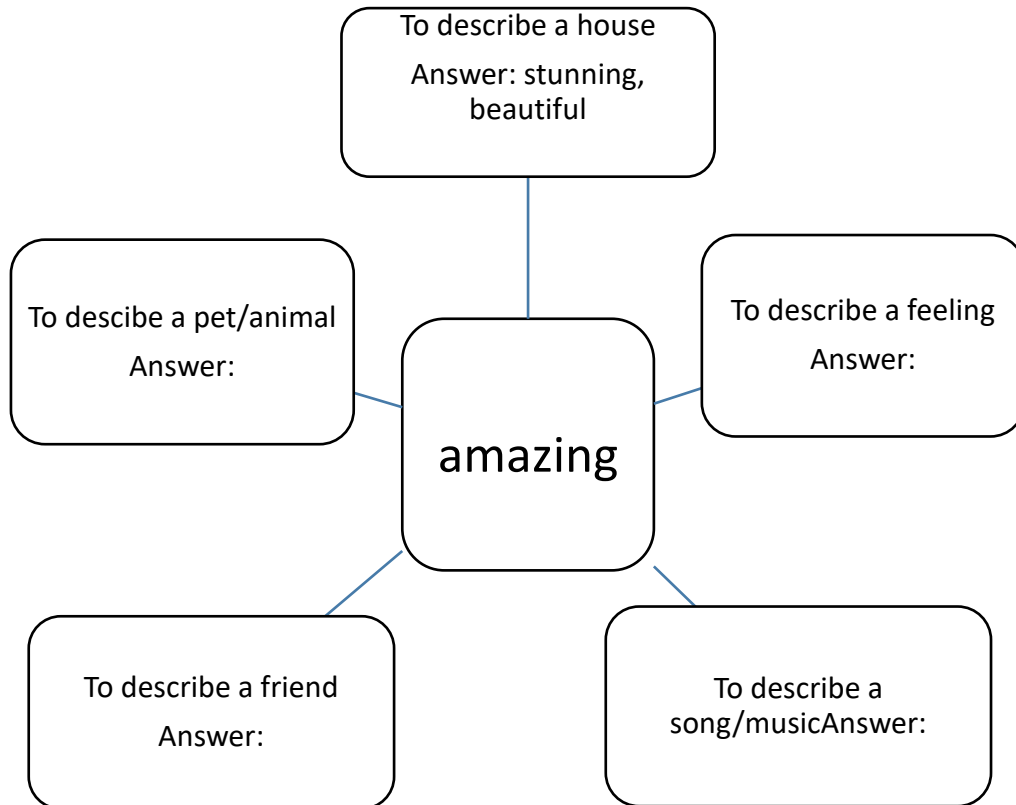 To describe a house
Answer: stunning,
beautiful
To descibe a pet/animal
Answer:
To describe a feeling
Answer:
amazing
To describe a friend
Answer:
To describe a
song/musicAnswer: